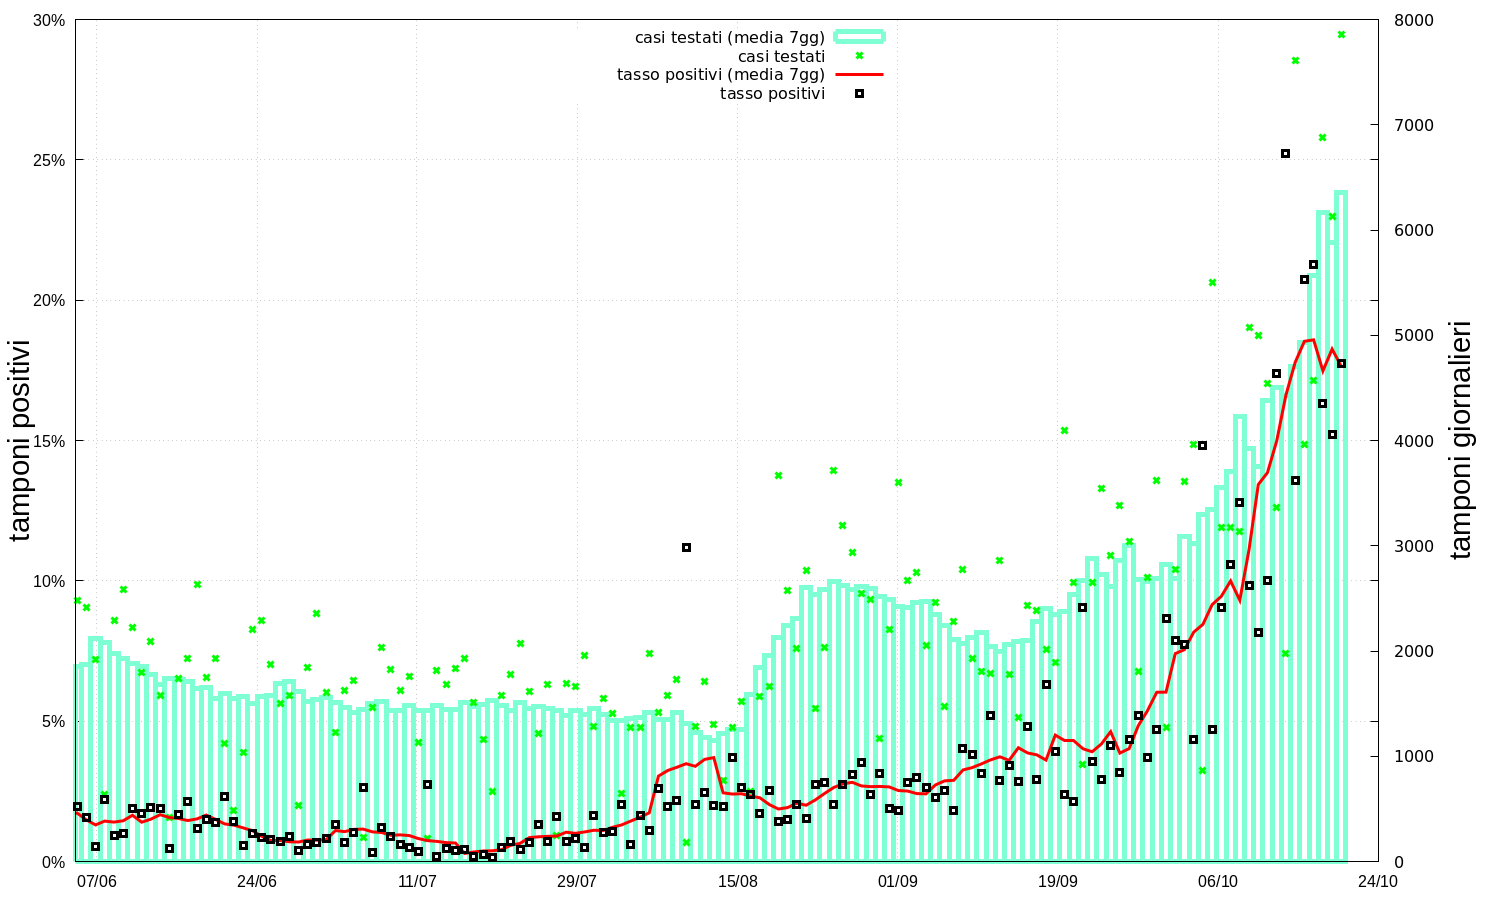 30%
25%
20%
15%
10%
5%
0%
tamponi positivi
casi testati (media 7gg)
casi testati
tasso positivi (media 7gg)
tasso positivi
8000
7000
6000
5000
4000
3000
2000
1000
0
tamponi giornalieri
07/06 24/06 11/07 29/07 15/08 01/09 19/09 06/10 24/10